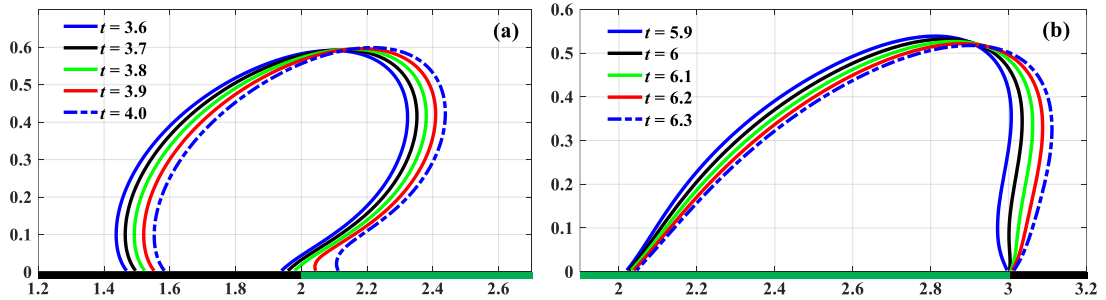 (a)
t = 3.6
t = 3.7
t = 3.8
t = 3.9
t = 4.0
0.6
0.5
0.4
0.3
0.2
0.1
0
1.2 1.4 1.6 1.8 2 2.2 2.4 2.6
(b)
t = 5.9
t = 6
t = 6.1
t = 6.2
t = 6.3
0.6
0.5
0.4
0.3
0.2
0.1
0
2 2.2 2.4 2.6 2.8 3 3.2